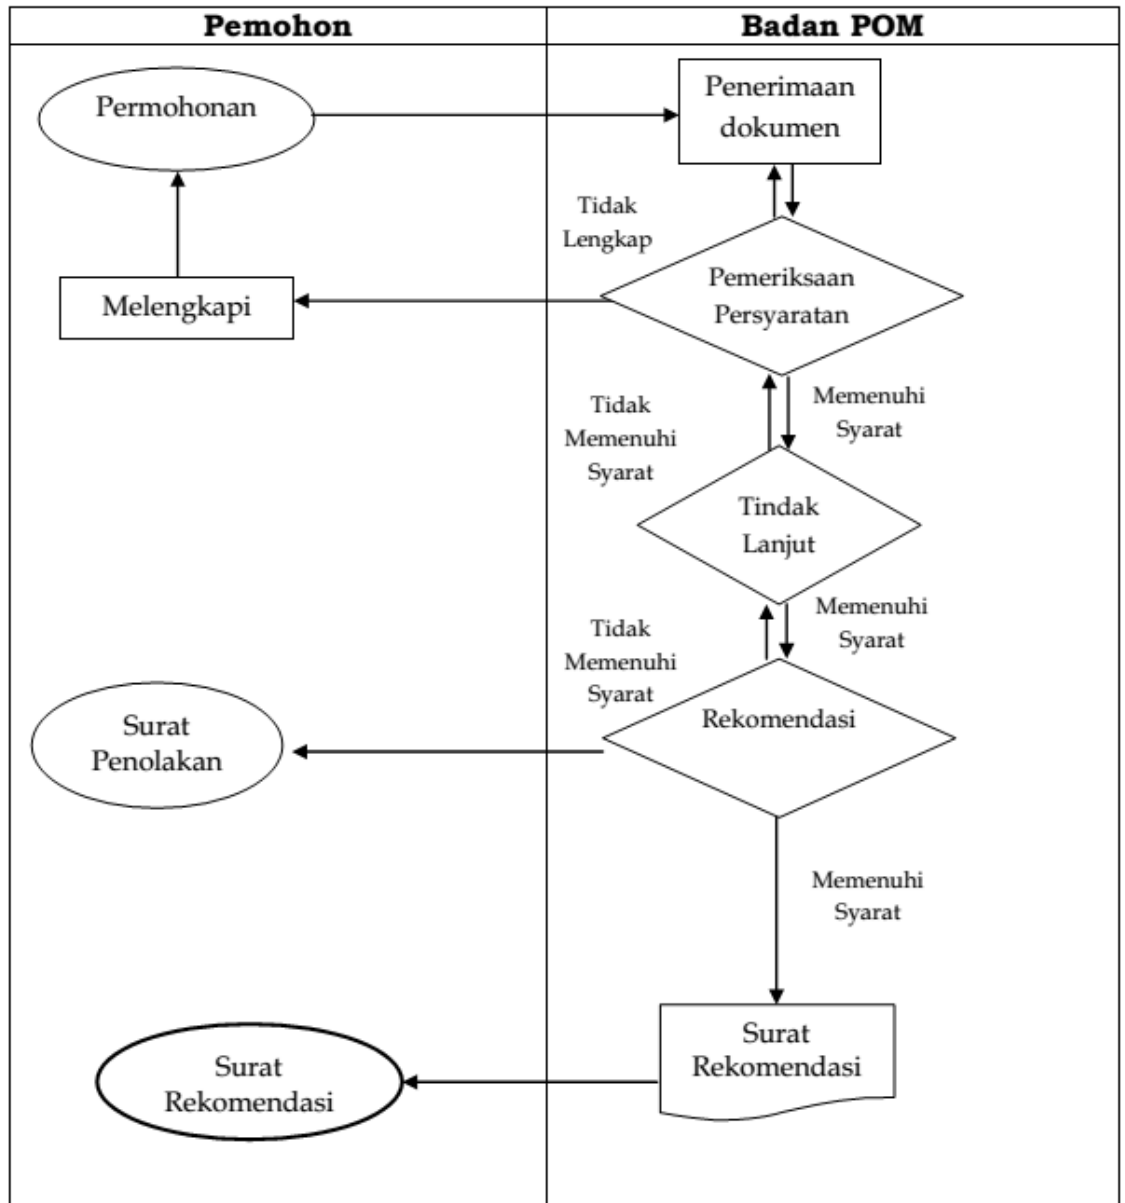 Pemohon
Badan POM
Permohonan
Penerimaan
dokumen
Tidak
Lengkap
Pemeriksaan
Persyaratan
Melengkapi
Tidak
Memenuhi
Syarat
Memenuhi
Syarat
Tindak
Lanjut
Tidak
Memenuhi
Syarat
Memenuhi
Syarat
Surat
Penolakan
Rekomendasi
Memenuhi
Syarat
Surat
Rekomendasi
Surat
Rekomendasi